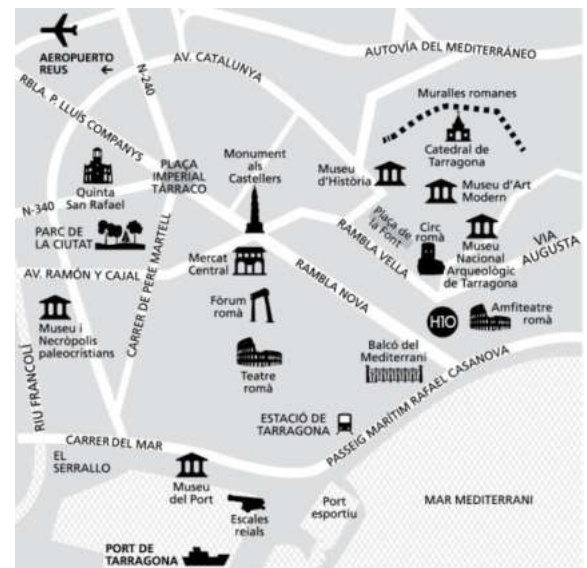 AEROPUERTO
REUS
N-240
AV. CATALUNYA
AUTOVÍA DEL MEDITERRÁNEO
RBLA. P. LLUÍS COMPANYS
Muralles romanes
Catedral de
Tarragona
PLAÇA
IMPERIAL
TÀRRACO
Monument
als
Castellers
Museu
d'Història
Museu d'Art
Modern
Quinta
San Rafael
N-340
PARC DE
LA CIUTAT
Plaça de
la Font
Circ
romà
RAMBLA VELLA
Museu
Nacional
Arqueològic
de Tarragona
VIA
AUGUSTA
Mercat
Central
AV. RAMÓN Y CAJAL
CARRER DE PERE MARTELL
RAMBLA NOVA
Fòrum
romà
H10
Amfiteatre
romà
Museu i
Necròpolis
paleocristians
Teatre
romà
Balcó del
Mediterrani
RIU FRANCOLÍ
ESTACIÓ DE
TARRAGONA
PASSEIG MARÍTIM RAFAEL CASANOVA
CARRER DEL MAR
EL
SERRALLO
Museu
del Port
Escales
reials
Port
esportiu
MAR MEDITERRANI
PORT DE
TARRAGONA